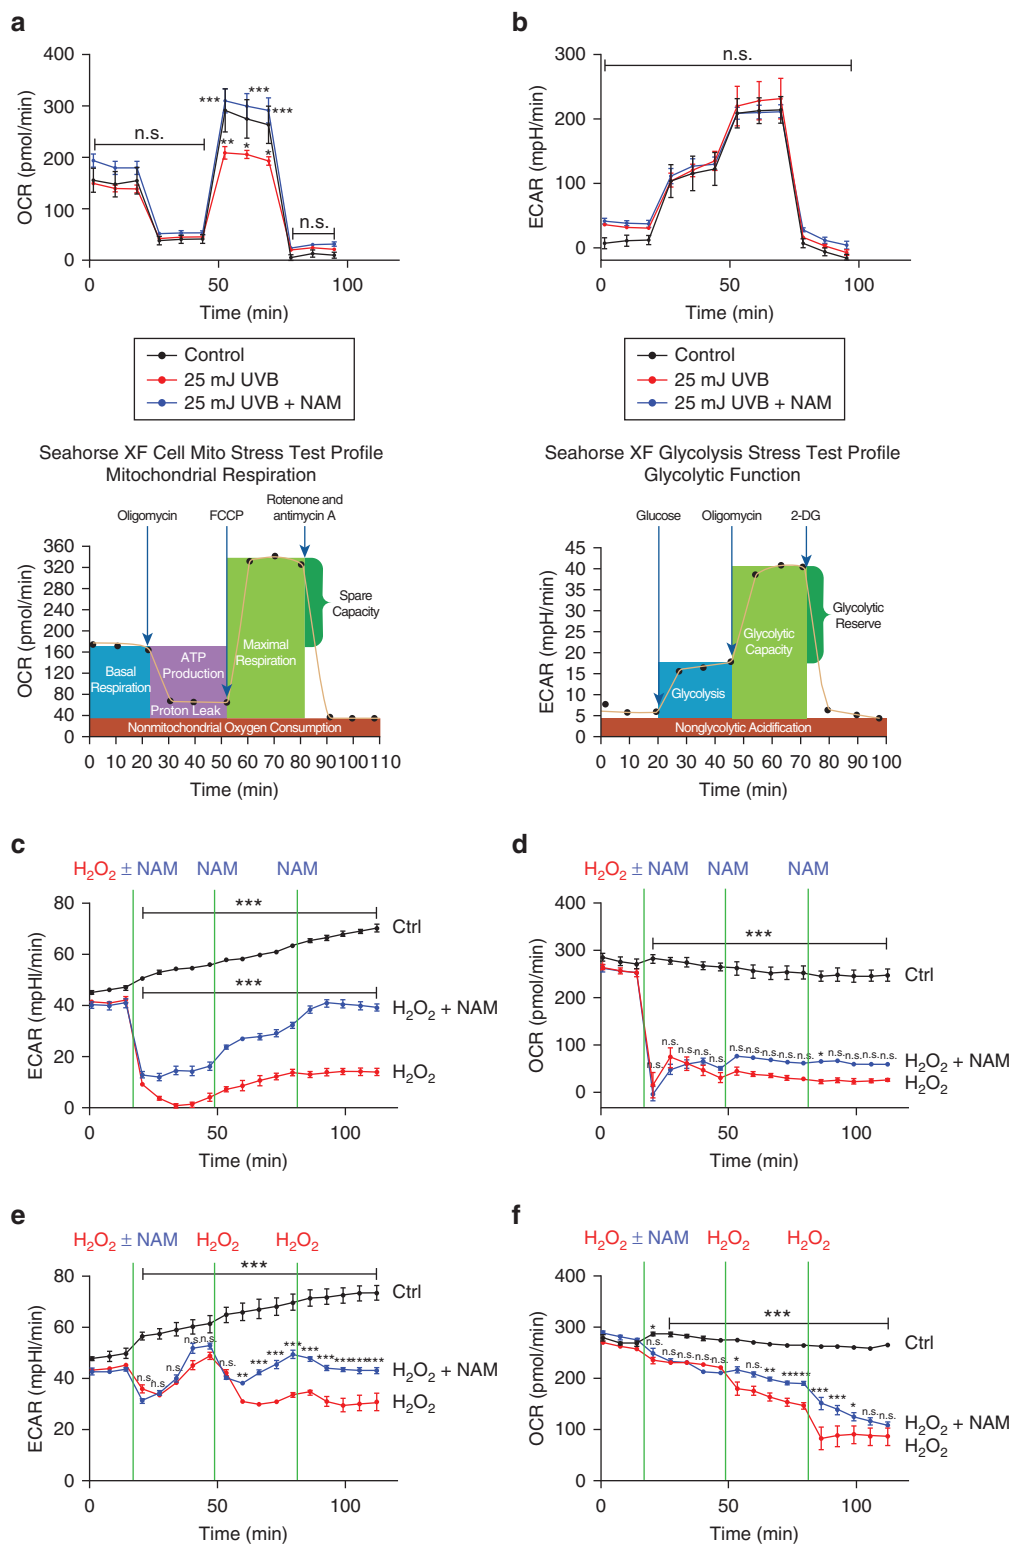 a
OCR (pmol/min)
400
300
200
100
0
n.s.
***
***
***
**
*
*
n.s.
0 50 100
Time (min)
Control
25 mJ UVB
25 mJ UVB + NAM
Seahorse XF Cell Mito Stress Test Profile
Mitochondrial Respiration
Oligomycin
FCCP
Rotenone and
antimycin A
OCR (pmol/min)
360
320
280
240
200
160
120
80
40
0
Basal
Respiration
ATP
Production
Proton Leak
Maximal
Respiration
Spare
Capacity
Nonmitochondrial Oxygen Consumption
0 10 20 30 40 50 60 70 80 90 100 110
Time (min)
b
ECAR (mpH/min)
300
200
100
0
n.s.
0 50 100
Time (min)
Control
25 mJ UVB
25 mJ UVB + NAM
Seahorse XF Glycolysis Stress Test Profile
Glycolytic Function
Glucose
Oligomycin
2-DG
ECAR (mpH/min)
45
40
35
30
25
20
15
10
5
0
Glycolysis
Glycolytic
Capacity
Glycolytic
Reserve
Nonglycolytic Acidification
0 10 20 30 40 50 60 70 80 90 100
Time (min)
c
H₂O₂ ± NAM NAM NAM
ECAR (mpHI/min)
80
60
40
20
0
***
***
Ctrl
H₂O₂ + NAM
H₂O₂
0 50 100
Time (min)
d
H₂O₂ ± NAM NAM NAM
OCR (pmol/min)
400
300
200
100
0
***
n.s. n.s. n.s. n.s. n.s. n.s. n.s. n.s. n.s. n.s. * n.s. n.s. n.s. n.s.
Ctrl
H₂O₂ + NAM
H₂O₂
0 50 100
Time (min)
e
H₂O₂ ± NAM H₂O₂ H₂O₂
ECAR (mpHI/min)
80
60
40
20
0
***
n.s. n.s. n.s. n.s. n.s. n.s. ** *** *** *** *** *** *** *** ***
Ctrl
H₂O₂ + NAM
H₂O₂
0 50 100
Time (min)
f
H₂O₂ ± NAM H₂O₂ H₂O₂
OCR (pmol/min)
400
300
200
100
0
*
***
n.s. n.s. n.s. n.s. n.s. * n.s. ** *** ** *** *** * n.s. n.s.
Ctrl
H₂O₂ + NAM
H₂O₂
0 50 100
Time (min)